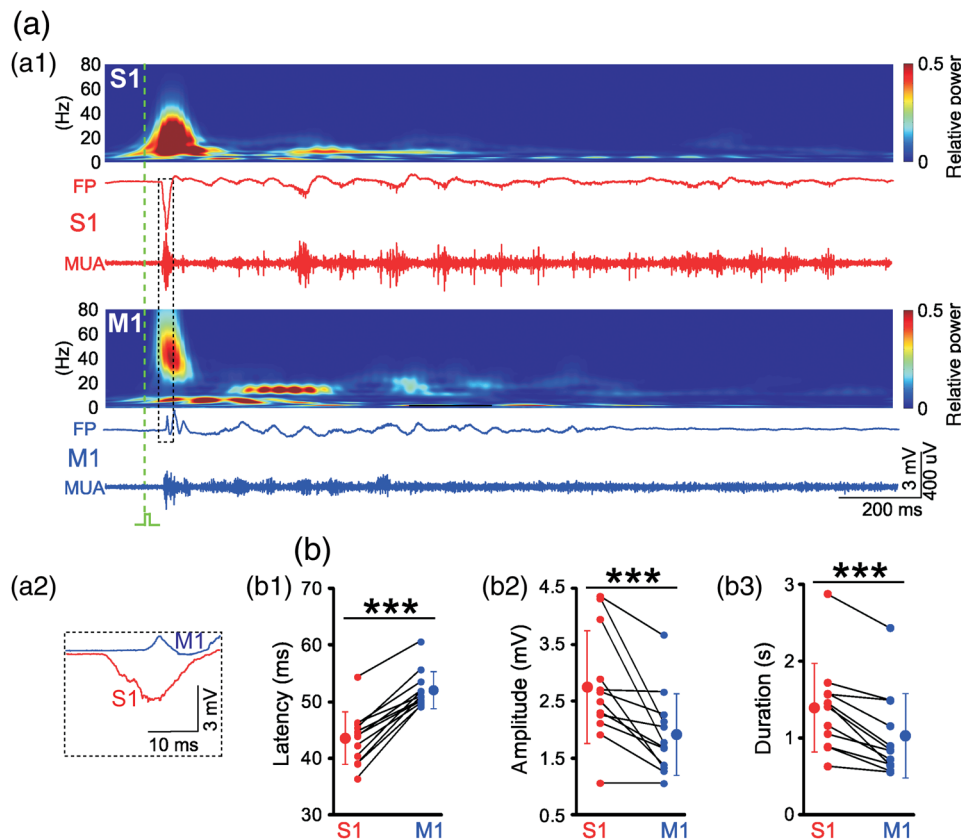 (a)
(a1)
S1
80
60
40
20
0
(Hz)
0.5
0
Relative power
FP
S1
MUA
M1
80
60
40
20
0
(Hz)
0.5
0
Relative power
FP
M1
MUA
3 mV
400 uV
200 ms
(a2)
M1
S1
3 mV
10 ms
(b)
(b1)
***
70
60
50
40
30
Latency (ms)
S1 M1
(b2)
***
4.5
3.5
2.5
1.5
0.5
Amplitude (mV)
S1 M1
(b3)
***
3
2
1
0
Duration (s)
S1 M1